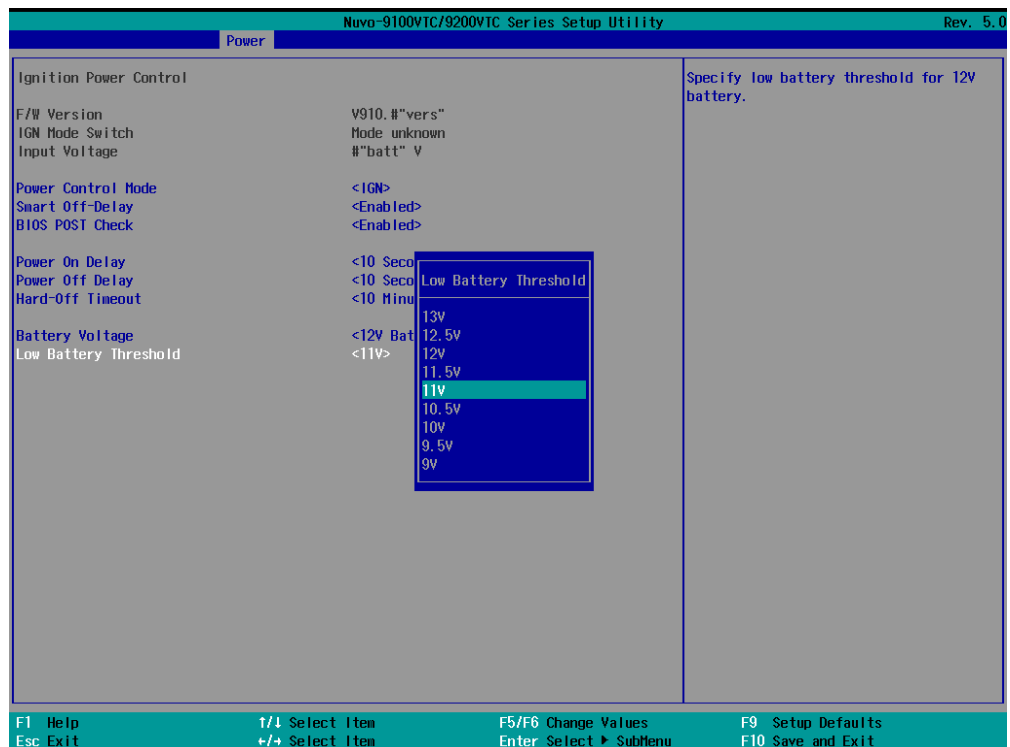 Nuvo-9100VTC/9200VTC Series Setup Utility Rev. 5.0
Power
Ignition Power Control
Specify low battery threshold for 12V
battery.
F/W Version V910.#"vers"
IGN Mode Switch Mode unknown
Input Voltage #"batt" V
Power Control Mode <IGN>
Smart Off-Delay <Enabled>
BIOS POST Check <Enabled>
Power On Delay <10 Seco
Power Off Delay <10 Seco
Hard-Off Timeout <10 Minu
Battery Voltage <12V Bat
Low Battery Threshold <11V>
Low Battery Threshold
13V
12.5V
12V
11.5V
11V
10.5V
10V
9.5V
9V
F1 Help ↑/↓ Select Item F5/F6 Change Values F9 Setup Defaults
Esc Exit ←/→ Select Item Enter Select ▶ SubMenu F10 Save and Exit